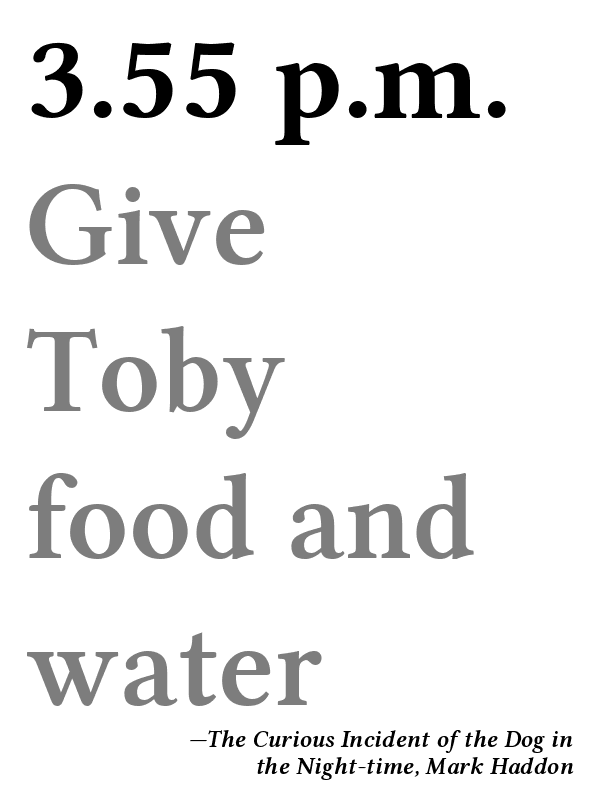 3.55 p.m.
Give
Toby
food and
water
—The Curious Incident of the Dog in
the Night-time, Mark Haddon